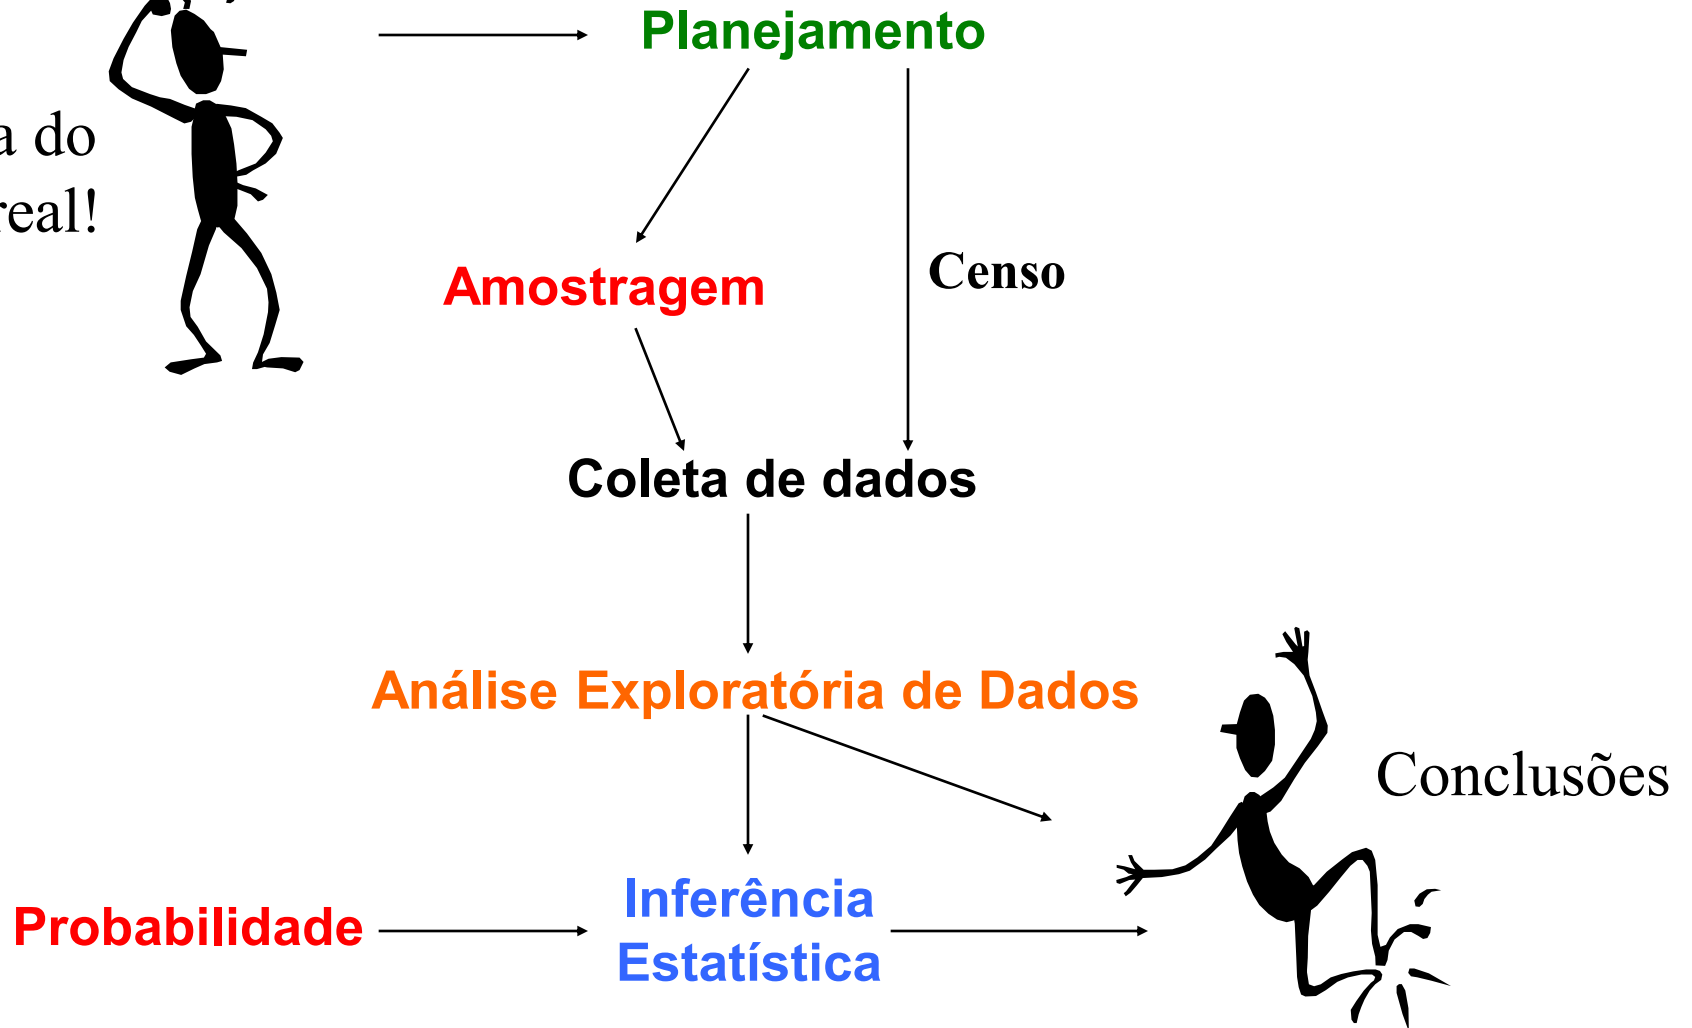 Planejamento
a do
real!
Censo
Amostragem
Coleta de dados
Análise Exploratória de Dados
Conclusões
Inferência
Probabilidade
Estatística